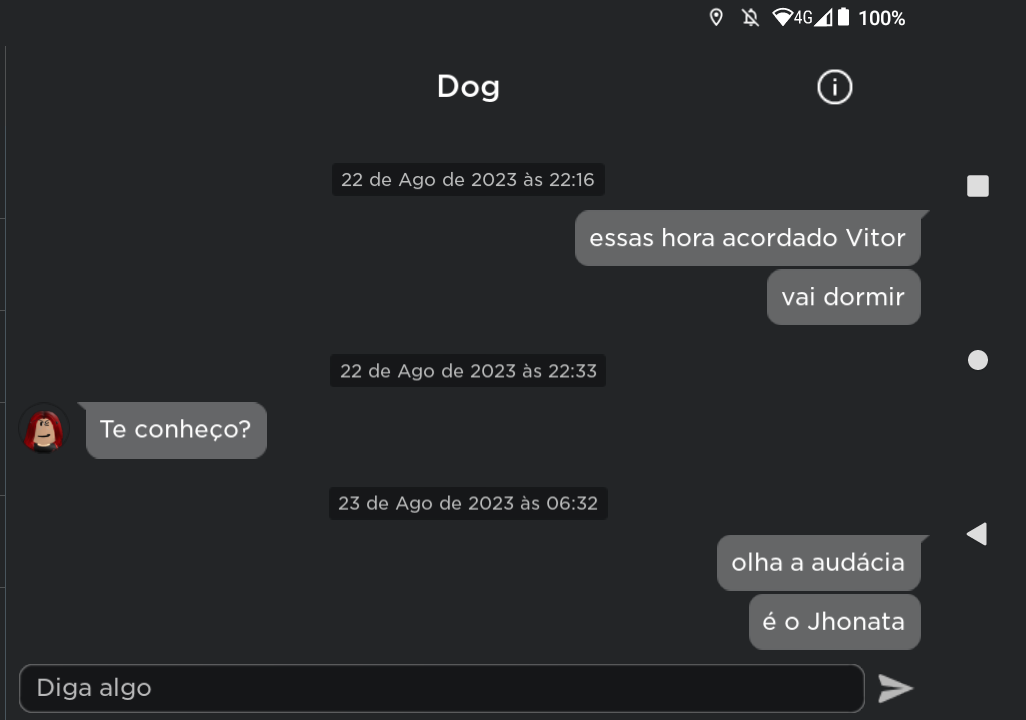 4G 100%
Dog
22 de Ago de 2023 às 22:16
essas hora acordado Vitor
vai dormir
22 de Ago de 2023 às 22:33
Te conheço?
23 de Ago de 2023 às 06:32
olha a audácia
é o Jhonata
Diga algo